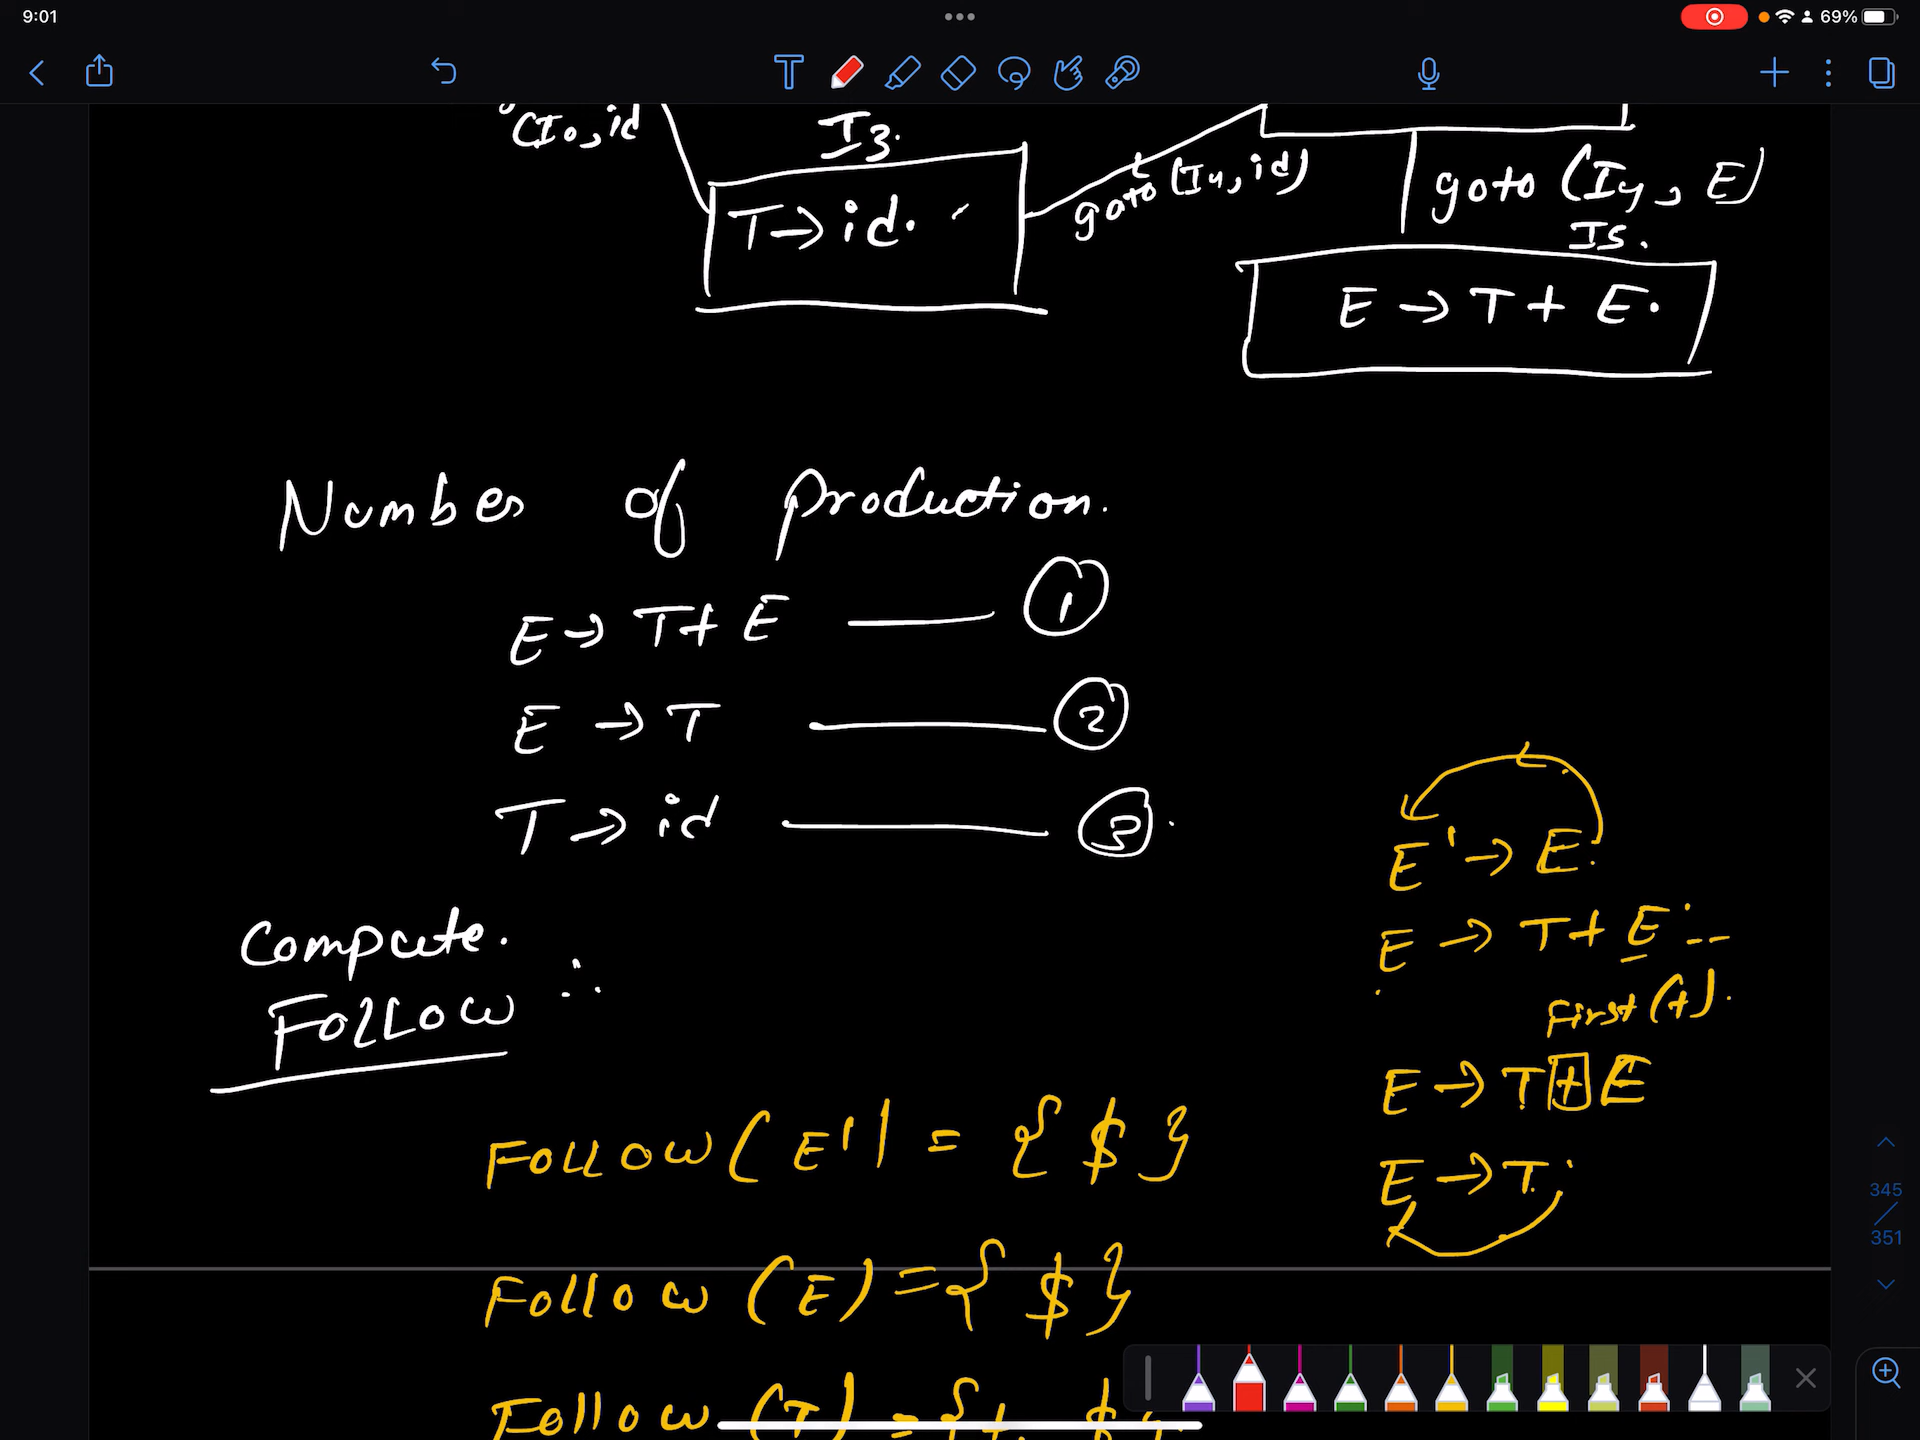 9:01
69%
(I0, id
I3.
T → id.
goto (I4, id)
goto (I4, E)
I5.
E → T + E.
Number of production.
E → T + E —— ①
E → T —— ②
T → id —— ③.
Compute.
FOLLOW ∴
E' → E.
E → T + E. --
First (+).
E → T + E
E → T.
FOLLOW (E') = { $ }
Follow (E) = { $ }
Follow (T) = { +, $ }
345
351